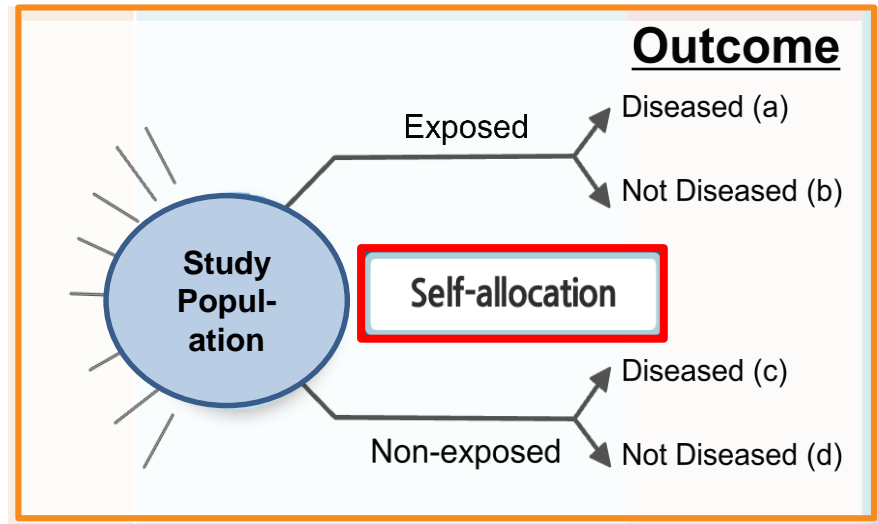 Outcome
Exposed
Diseased (a)
Not Diseased (b)
Study
Popul-
ation
Self-allocation
Diseased (c)
Non-exposed
Not Diseased (d)